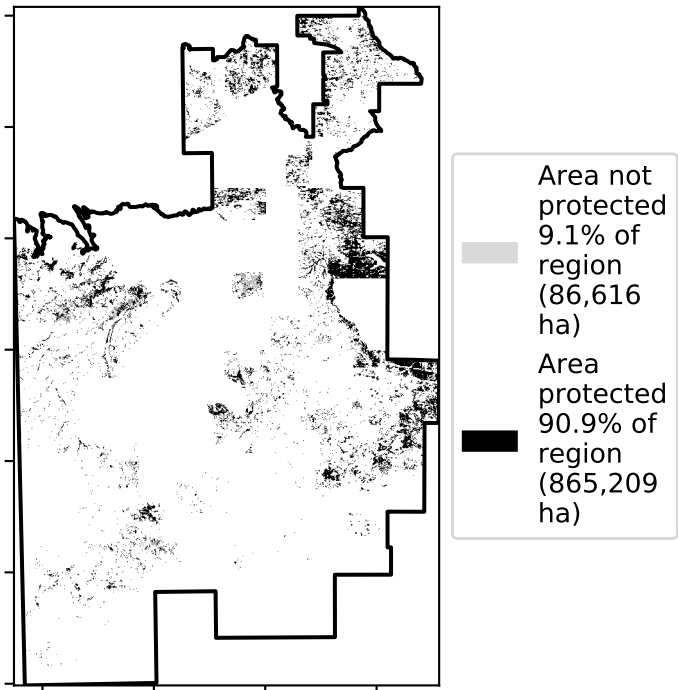 Area not
protected
9.1% of
region
(86,616
ha)
Area
protected
90.9% of
region
(865,209
ha)